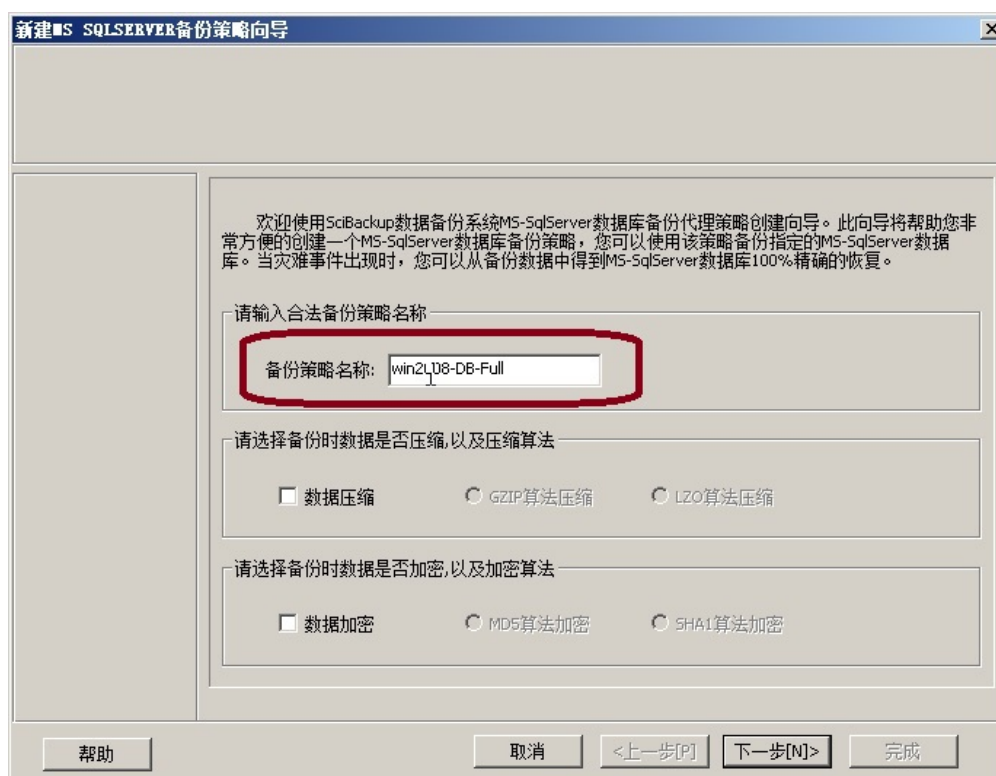 新建MS SQLSERVER备份策略向导
欢迎使用SciBackup数据备份系统MS-SqlServer数据库备份代理策略创建向导。此向导将帮助您非
常方便的创建一个MS-SqlServer数据库备份策略，您可以使用该策略备份指定的MS-SqlServer数据
库。当灾难事件出现时，您可以从备份数据中得到MS-SqlServer数据库100%精确的恢复。
请输入合法备份策略名称
备份策略名称: win2008-DB-Full
请选择备份时数据是否压缩,以及压缩算法
数据压缩 GZIP算法压缩 LZO算法压缩
请选择备份时数据是否加密,以及加密算法
数据加密 MD5算法加密 SHA1算法加密
帮助 取消 <上一步[P] 下一步[N]> 完成